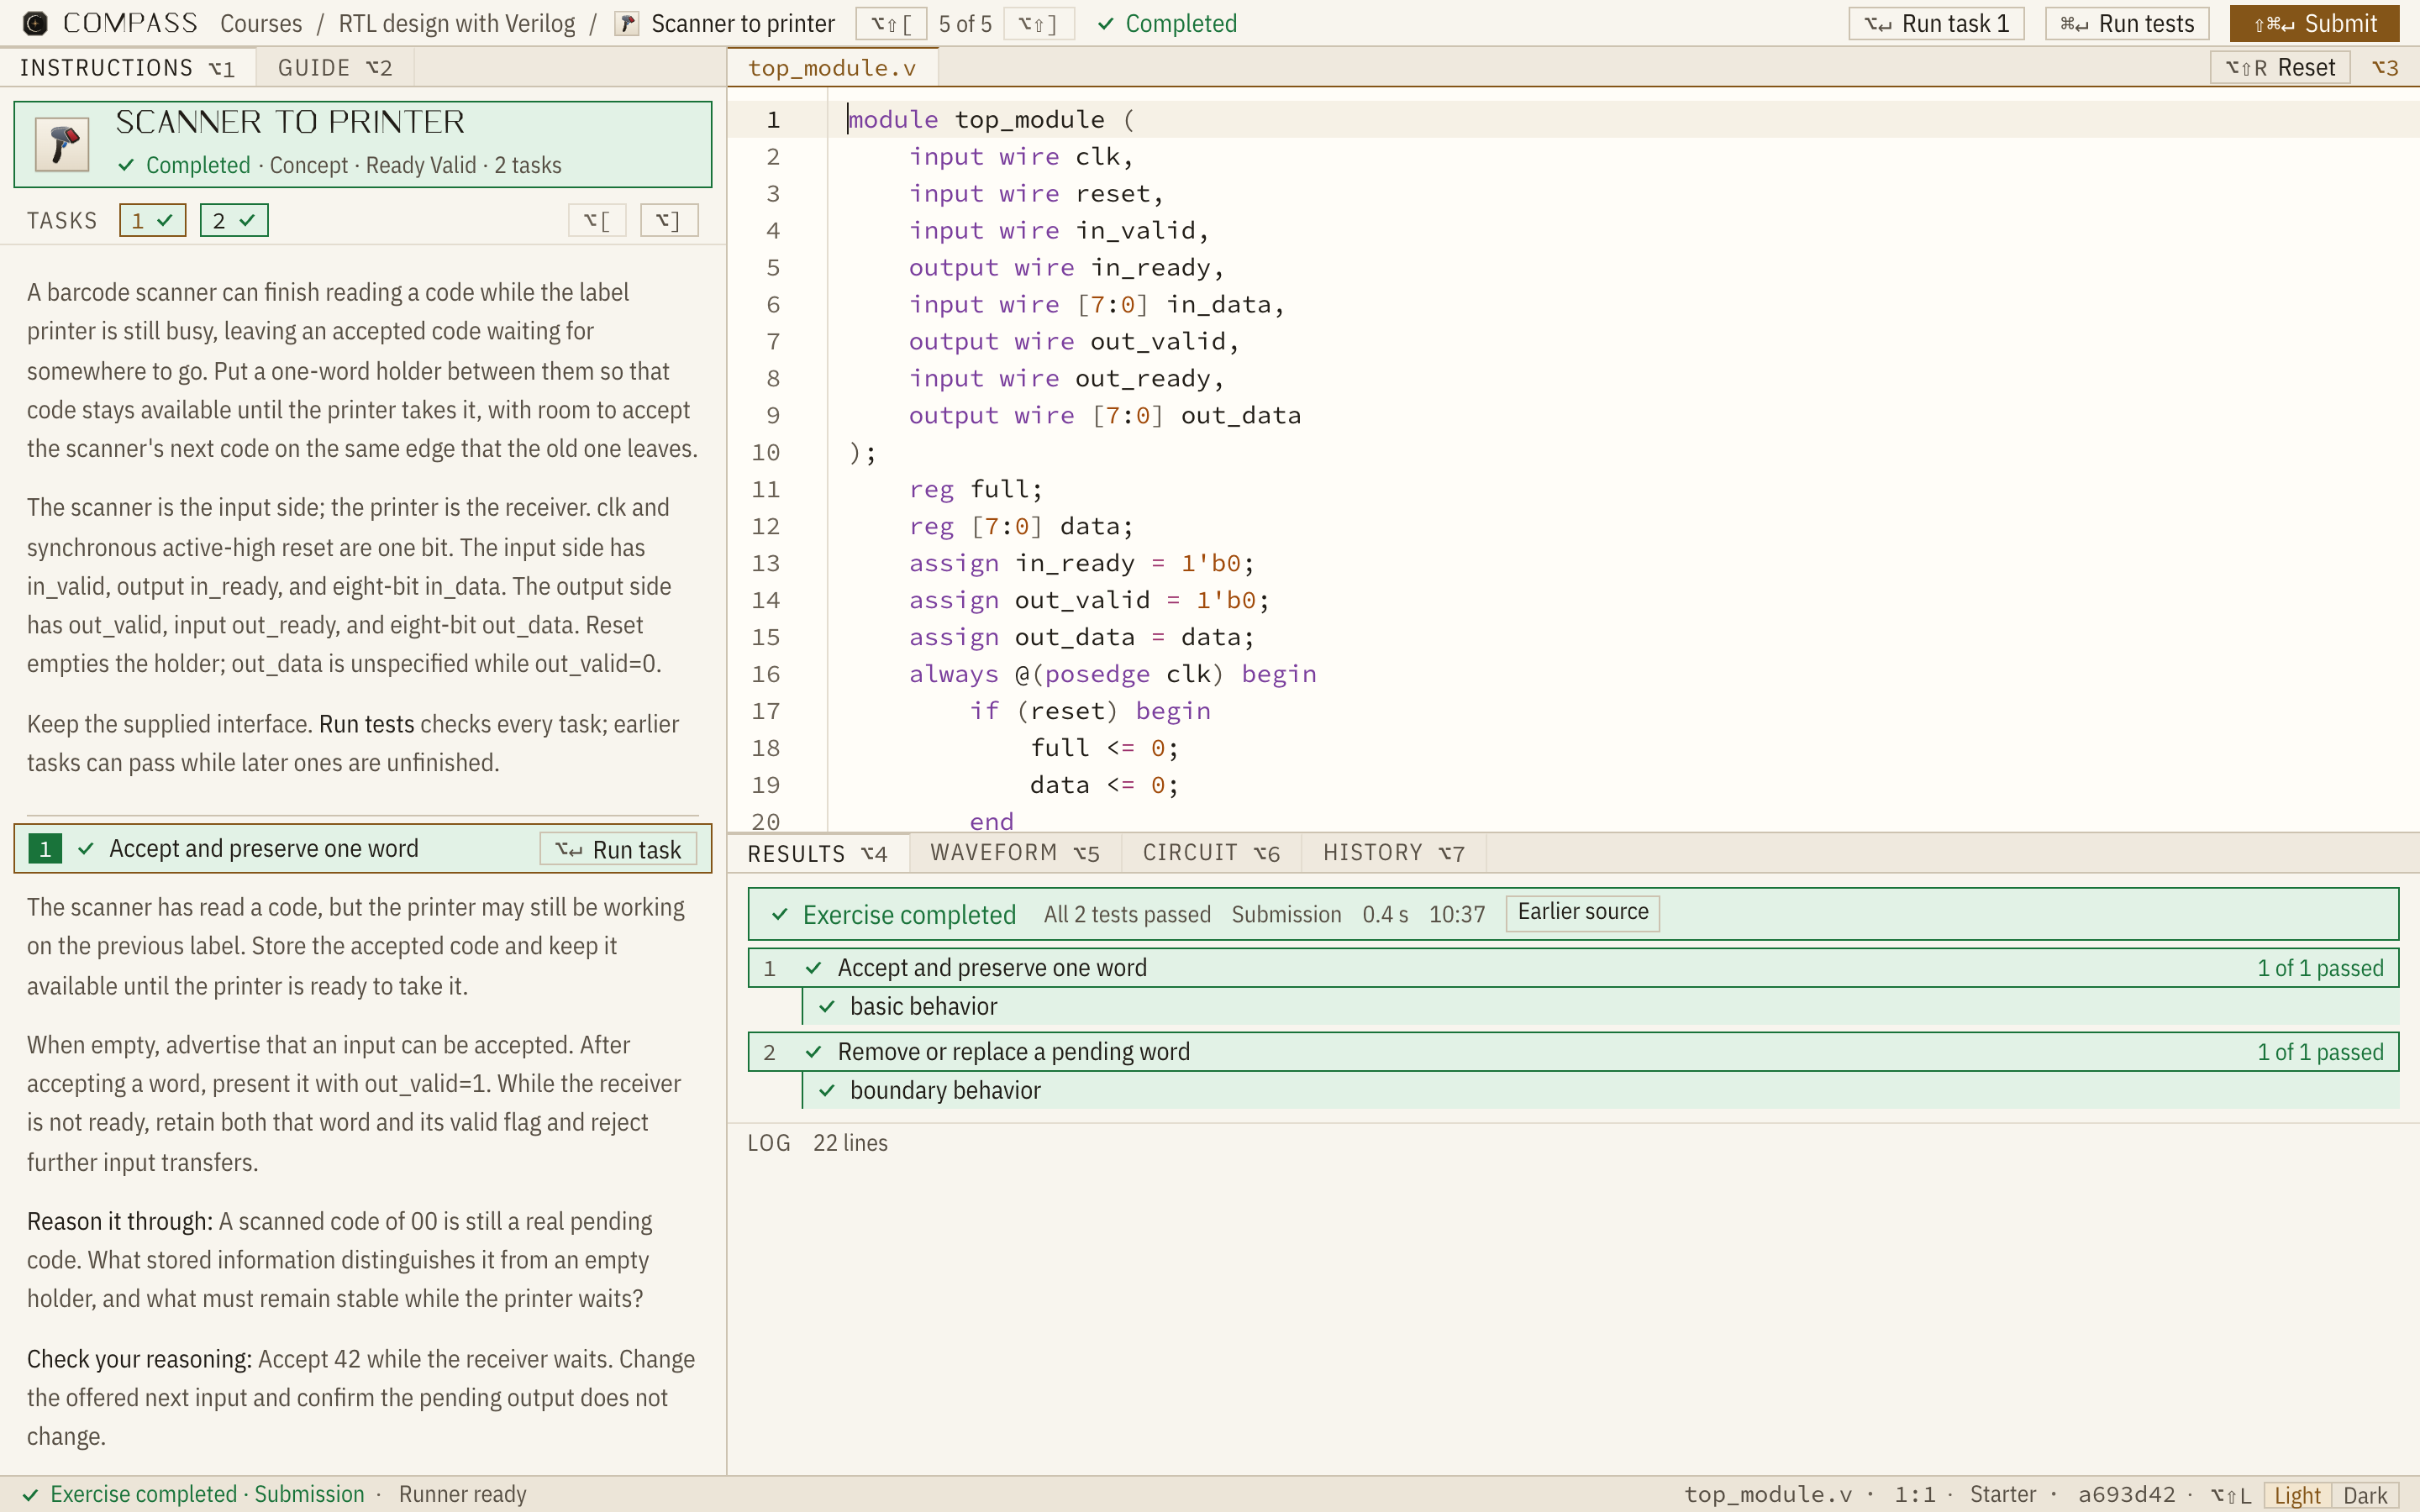 COMPASS Courses / RTL design with Verilog / Scanner to printer ⌥⇧[ 5 of 5 ⌥⇧] ✓ Completed ⌥↵ Run task 1 ⌘↵ Run tests ⇧⌘↵ Submit
INSTRUCTIONS ⌥1 GUIDE ⌥2
SCANNER TO PRINTER
✓ Completed · Concept · Ready Valid · 2 tasks
TASKS 1 ✓ 2 ✓ ⌥[ ⌥]
A barcode scanner can finish reading a code while the label
printer is still busy, leaving an accepted code waiting for
somewhere to go. Put a one-word holder between them so that
code stays available until the printer takes it, with room to accept
the scanner's next code on the same edge that the old one leaves.
The scanner is the input side; the printer is the receiver. clk and
synchronous active-high reset are one bit. The input side has
in_valid, output in_ready, and eight-bit in_data. The output side
has out_valid, input out_ready, and eight-bit out_data. Reset
empties the holder; out_data is unspecified while out_valid=0.
Keep the supplied interface. Run tests checks every task; earlier
tasks can pass while later ones are unfinished.
1 ✓ Accept and preserve one word ⌥↵ Run task
The scanner has read a code, but the printer may still be working
on the previous label. Store the accepted code and keep it
available until the printer is ready to take it.
When empty, advertise that an input can be accepted. After
accepting a word, present it with out_valid=1. While the receiver
is not ready, retain both that word and its valid flag and reject
further input transfers.
Reason it through: A scanned code of 00 is still a real pending
code. What stored information distinguishes it from an empty
holder, and what must remain stable while the printer waits?
Check your reasoning: Accept 42 while the receiver waits. Change
the offered next input and confirm the pending output does not
change.
top_module.v ⌥⇧R Reset ⌥3
1 module top_module (
2 input wire clk,
3 input wire reset,
4 input wire in_valid,
5 output wire in_ready,
6 input wire [7:0] in_data,
7 output wire out_valid,
8 input wire out_ready,
9 output wire [7:0] out_data
10 );
11 reg full;
12 reg [7:0] data;
13 assign in_ready = 1'b0;
14 assign out_valid = 1'b0;
15 assign out_data = data;
16 always @(posedge clk) begin
17 if (reset) begin
18 full <= 0;
19 data <= 0;
20 end
RESULTS ⌥4 WAVEFORM ⌥5 CIRCUIT ⌥6 HISTORY ⌥7
✓ Exercise completed All 2 tests passed Submission 0.4 s 10:37 Earlier source
1 ✓ Accept and preserve one word 1 of 1 passed
✓ basic behavior
2 ✓ Remove or replace a pending word 1 of 1 passed
✓ boundary behavior
LOG 22 lines
✓ Exercise completed · Submission · Runner ready top_module.v · 1:1 · Starter · a693d42 · ⌥⇧L Light Dark